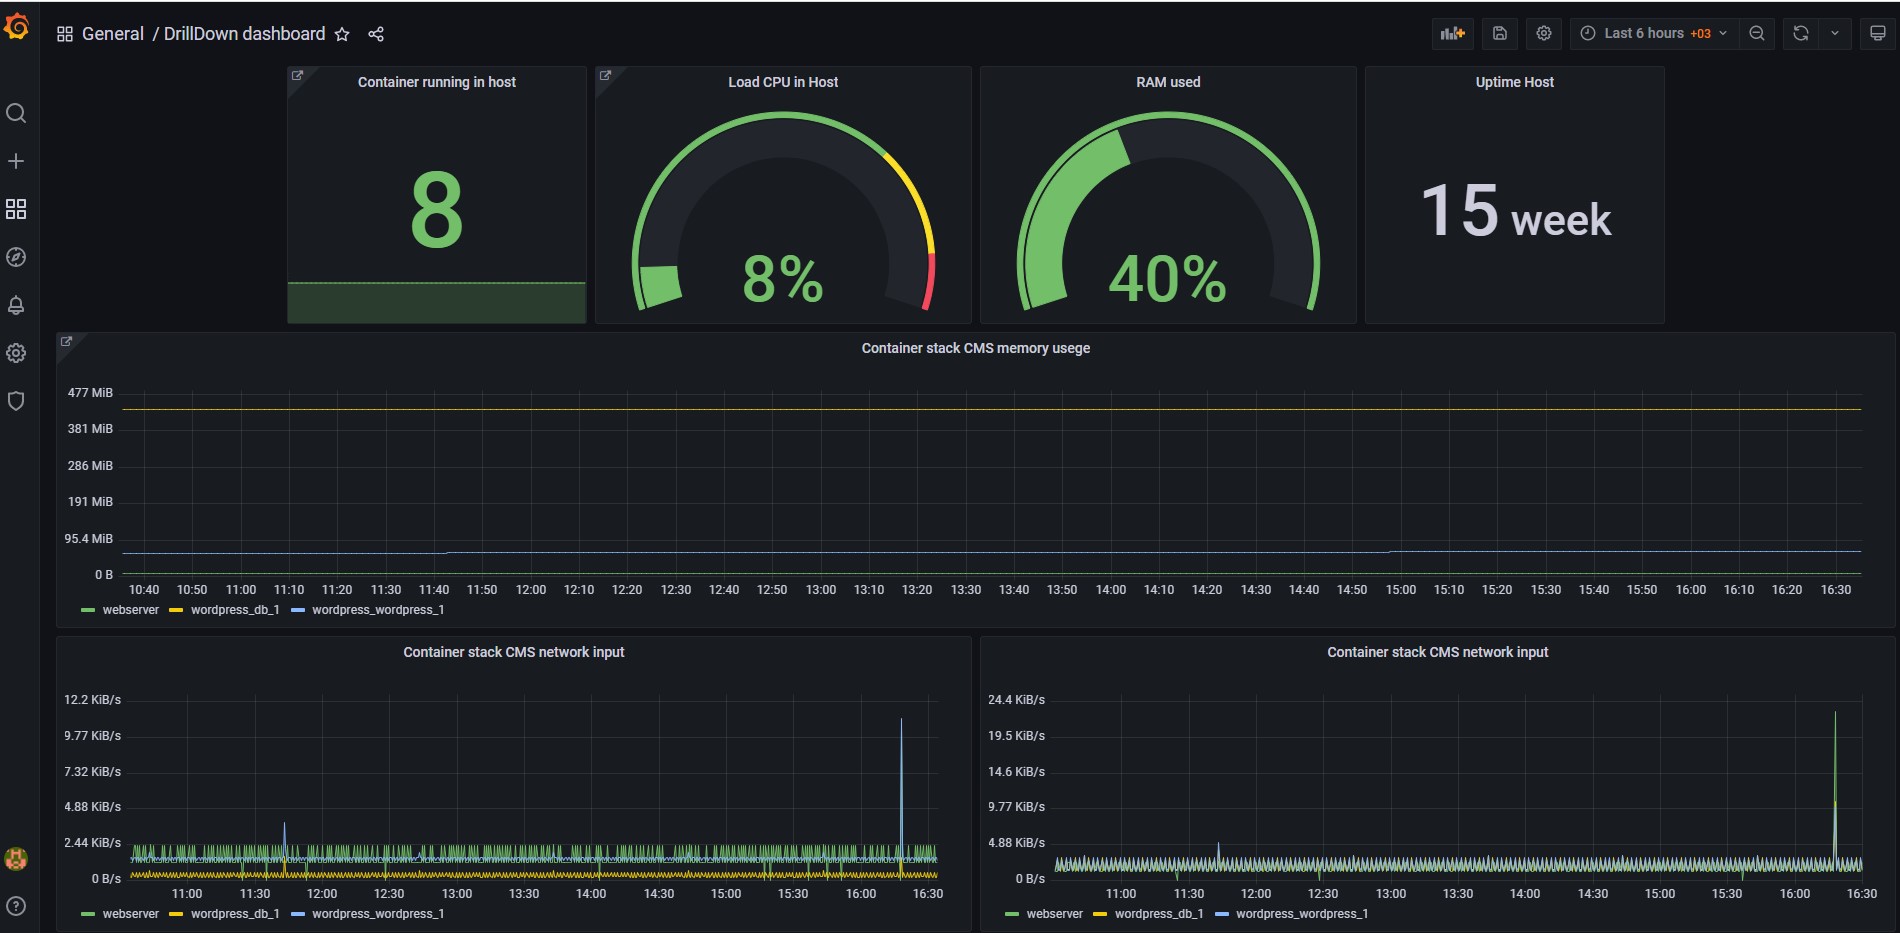 General / DrillDown dashboard
Last 6 hours +03
Container running in host
8
Load CPU in Host
8%
RAM used
40%
Uptime Host
15 week
Container stack CMS memory usege
477 MiB
381 MiB
286 MiB
191 MiB
95.4 MiB
0 B
10:40 10:50 11:00 11:10 11:20 11:30 11:40 11:50 12:00 12:10 12:20 12:30 12:40 12:50 13:00 13:10 13:20 13:30 13:40 13:50 14:00 14:10 14:20 14:30 14:40 14:50 15:00 15:10 15:20 15:30 15:40 15:50 16:00 16:10 16:20 16:30
webserver wordpress_db_1 wordpress_wordpress_1
Container stack CMS network input
12.2 KiB/s
9.77 KiB/s
7.32 KiB/s
4.88 KiB/s
2.44 KiB/s
0 B/s
11:00 11:30 12:00 12:30 13:00 13:30 14:00 14:30 15:00 15:30 16:00 16:30
webserver wordpress_db_1 wordpress_wordpress_1
Container stack CMS network input
24.4 KiB/s
19.5 KiB/s
14.6 KiB/s
9.77 KiB/s
4.88 KiB/s
0 B/s
11:00 11:30 12:00 12:30 13:00 13:30 14:00 14:30 15:00 15:30 16:00 16:30
webserver wordpress_db_1 wordpress_wordpress_1